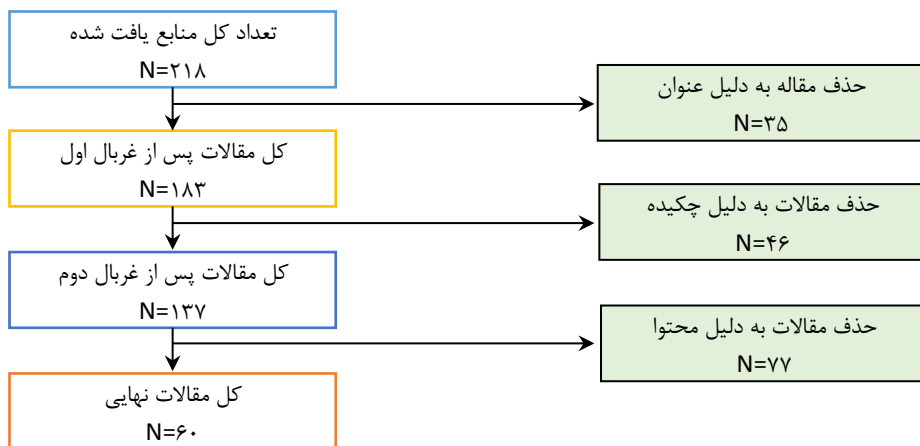 تعداد کل منابع یافت شده
N=۲۱۸
حذف مقاله به دلیل عنوان
N=۳۵
کل مقالات پس از غربال اول
N=۱۸۳
حذف مقالات به دلیل چکیده
N=۴۶
کل مقالات پس از غربال دوم
N=۱۳۷
حذف مقالات به دلیل محتوا
N=۷۷
کل مقالات نهایی
N=۶۰